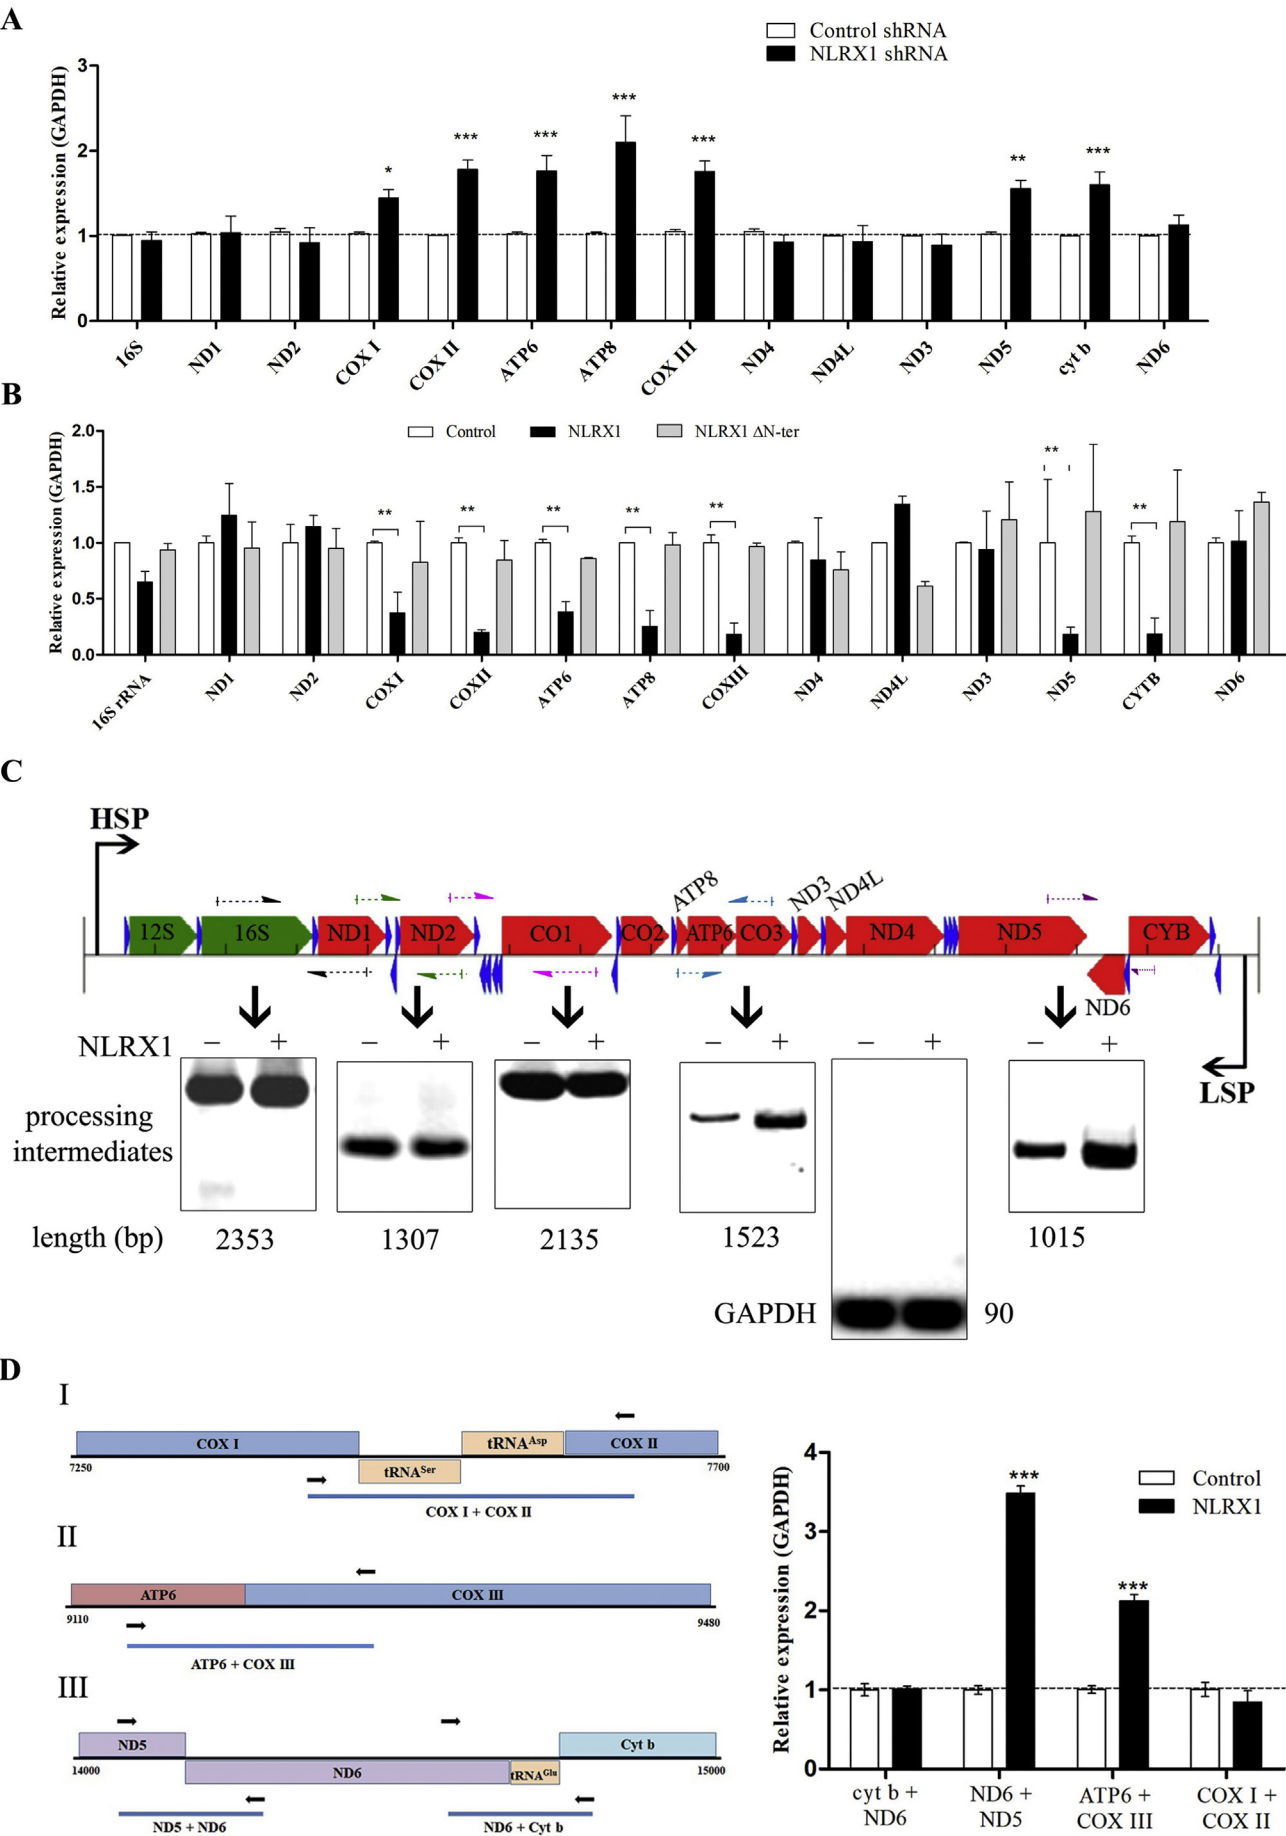 A
Control shRNA
NLRX1 shRNA
Relative expression (GAPDH)
3
2
1
0
* *** *** *** *** ** ***
16S ND1 ND2 COX I COX II ATP6 ATP8 COX III ND4 ND4L ND3 ND5 cyt b ND6
B
Control NLRX1 NLRX1 ΔN-ter
Relative expression (GAPDH)
2.0
1.5
1.0
0.5
0.0
** ** ** ** ** ** **
16S rRNA ND1 ND2 COX1 COXII ATP6 ATP8 COXIII ND4 ND4L ND3 ND5 CYTB ND6
C
HSP
ATP8 ND3 ND4L
12S 16S ND1 ND2 CO1 CO2 ATP6 CO3 ND4 ND5 CYB
ND6
LSP
NLRX1 − + − + − + − + − + − +
processing
intermediates
length (bp) 2353 1307 2135 1523 1015
GAPDH 90
D
I
COX I tRNAAsp COX II
7250 tRNASer 7700
COX I + COX II
II
ATP6 COX III
9110 9480
ATP6 + COX III
III
ND5 Cyt b
14000 ND6 tRNAGlu 15000
ND5 + ND6 ND6 + Cyt b
Relative expression (GAPDH)
4
3
2
1
0
Control
NLRX1
*** ***
cyt b + ND6 + ATP6 + COX I +
ND6 ND5 COX III COX II